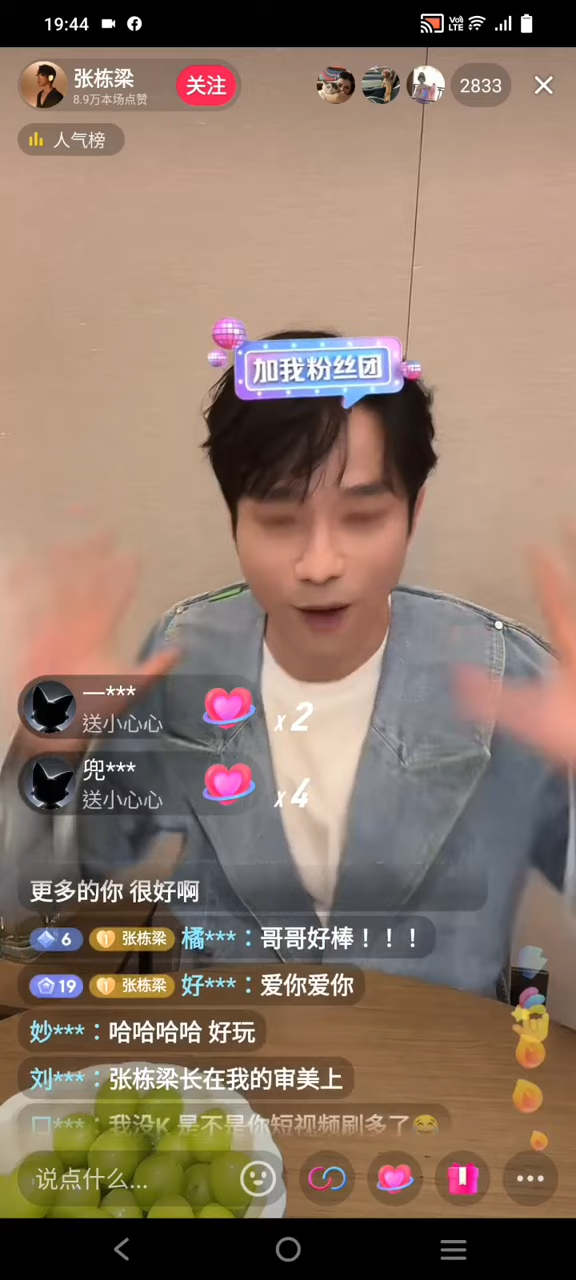 19:44
Vo) LTE
张栋梁
8.9万本场点赞
关注
2833
人气榜
加我粉丝团
一***
送小心心
x2
兜***
送小心心
x4
更多的你 很好啊
6 张栋梁 橘***：哥哥好棒！！！
19 张栋梁 好***：爱你爱你
妙***：哈哈哈哈 好玩
刘***：张栋梁长在我的审美上
口***：我没K 是不是你短视频刷多了😂
说点什么...